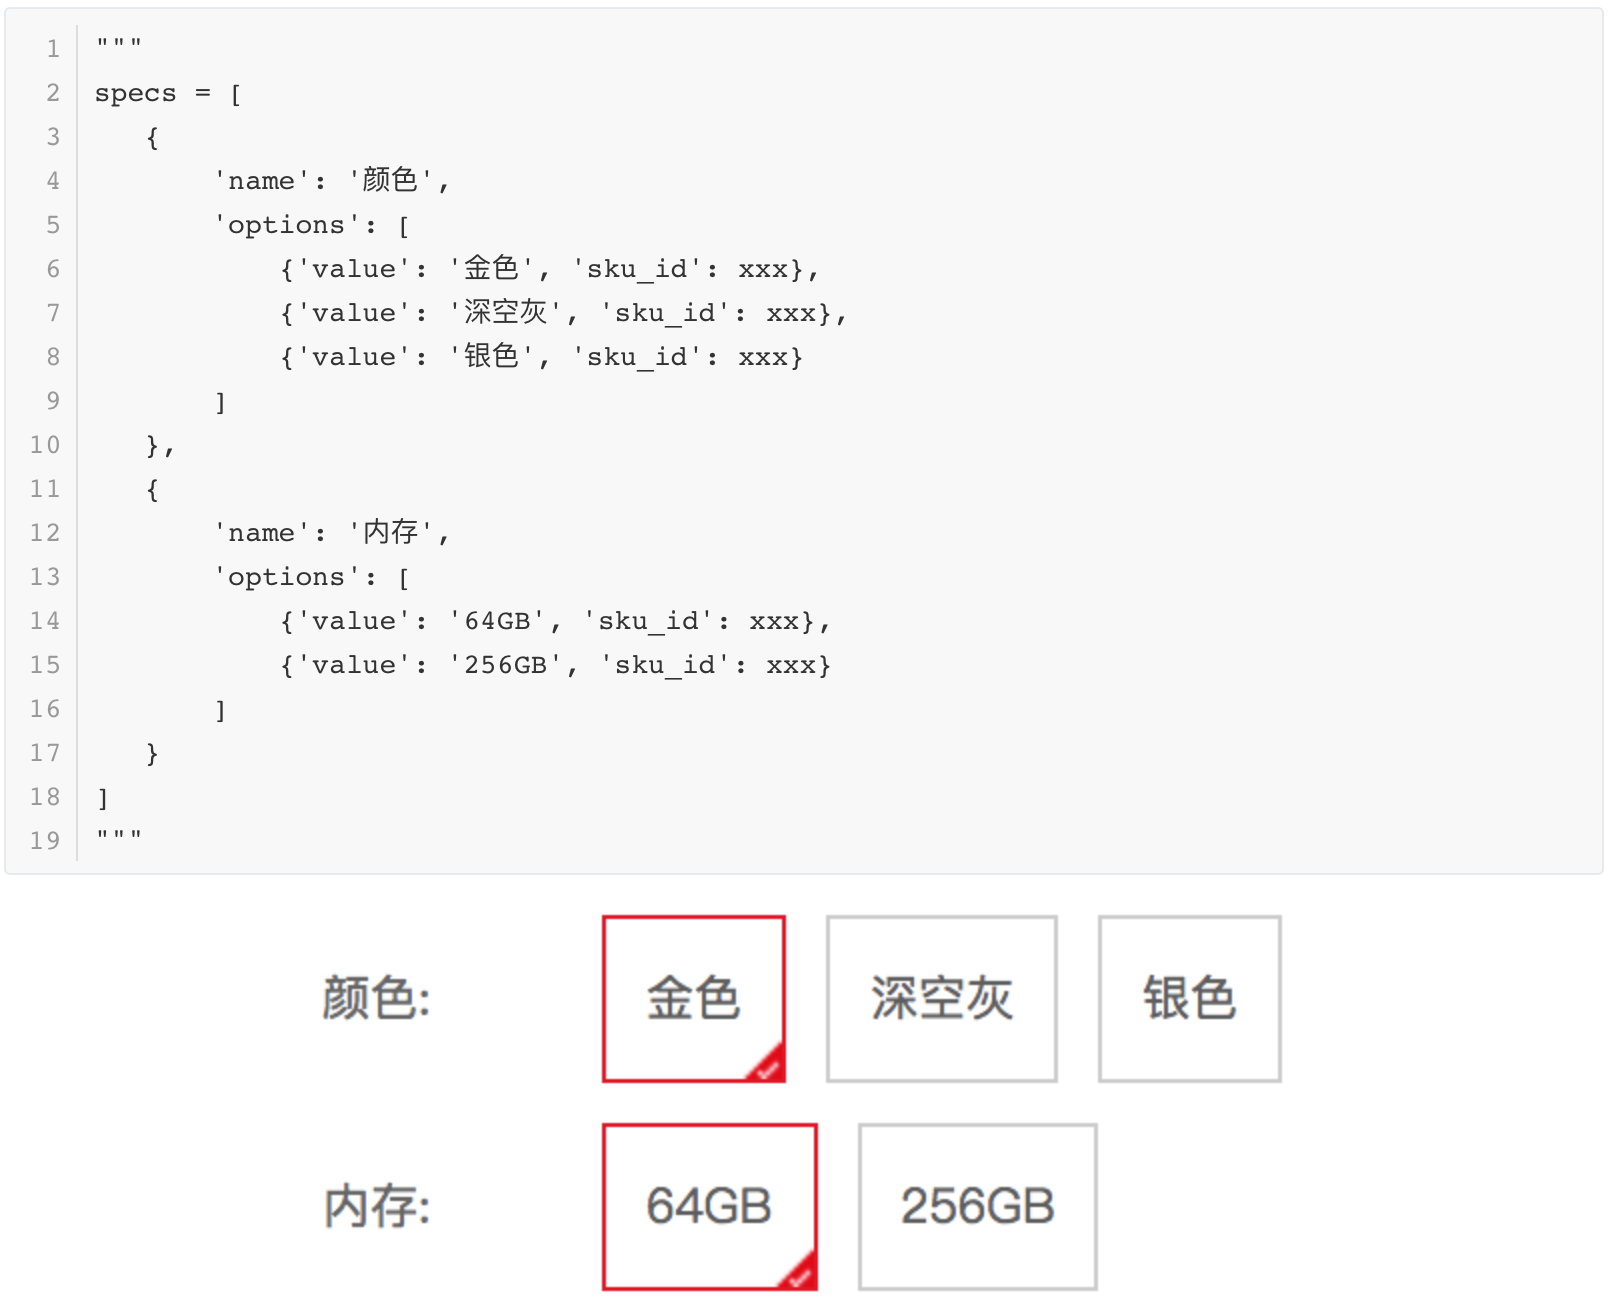 1 """
2 specs = [
3 {
4 'name': '颜色',
5 'options': [
6 {'value': '金色', 'sku_id': xxx},
7 {'value': '深空灰', 'sku_id': xxx},
8 {'value': '银色', 'sku_id': xxx}
9 ]
10 },
11 {
12 'name': '内存',
13 'options': [
14 {'value': '64GB', 'sku_id': xxx},
15 {'value': '256GB', 'sku_id': xxx}
16 ]
17 }
18 ]
19 """
颜色: 金色 深空灰 银色
内存: 64GB 256GB